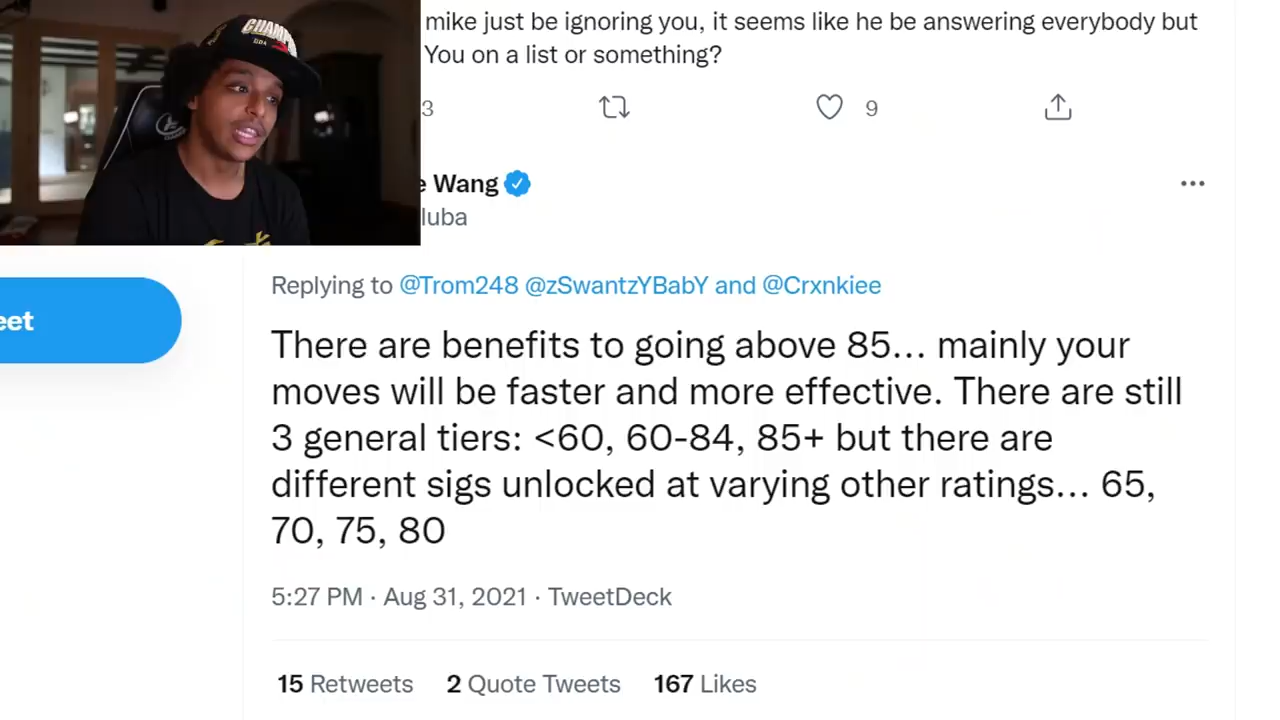 CHAMP
mike just be ignoring you, it seems like he be answering everybody but
You on a list or something?
3
9
e Wang
luba
Replying to @Trom248 @zSwantzYBabY and @Crxnkiee
eet
There are benefits to going above 85... mainly your
moves will be faster and more effective. There are still
3 general tiers: <60, 60-84, 85+ but there are
different sigs unlocked at varying other ratings... 65,
70, 75, 80
5:27 PM · Aug 31, 2021 · TweetDeck
15 Retweets 2 Quote Tweets 167 Likes